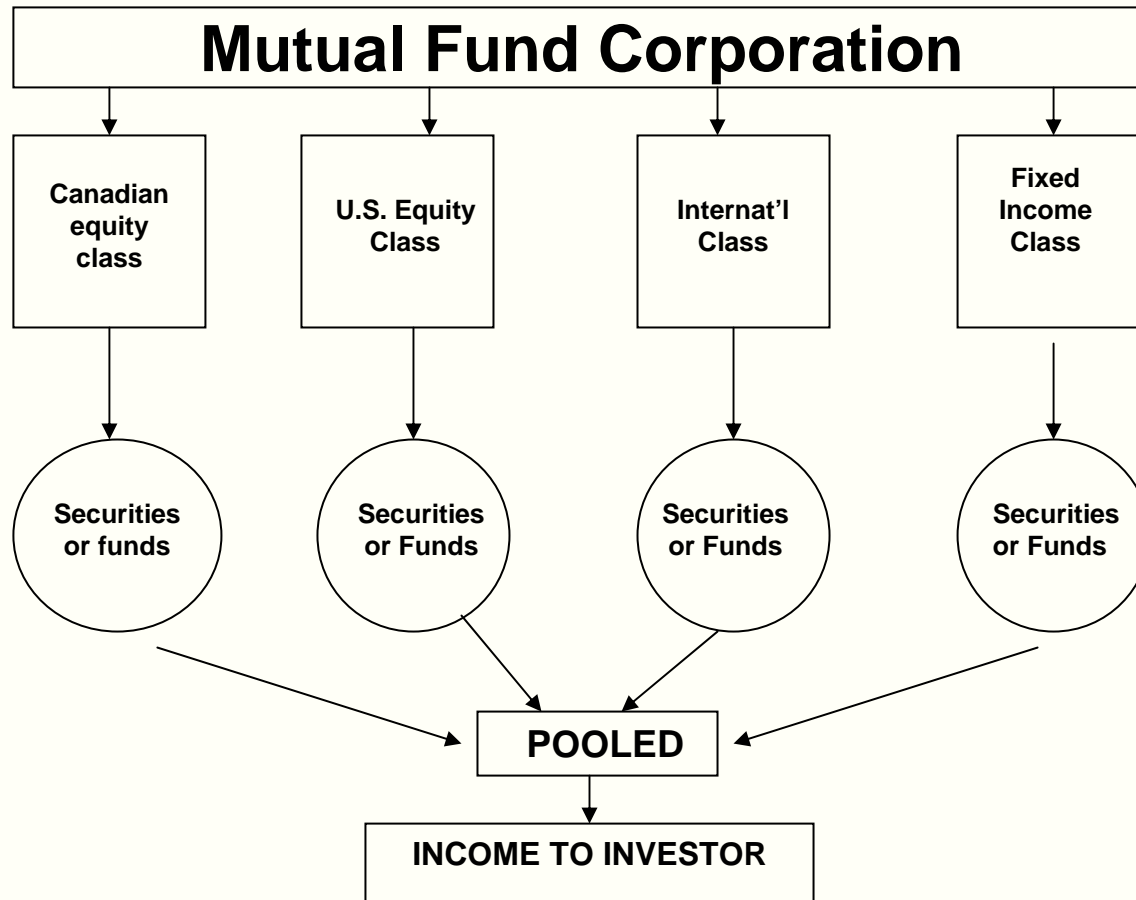 Mutual Fund Corporation
Canadian
equity
class
U.S. Equity
Class
Internat'l
Class
Fixed
Income
Class
Securities
or funds
Securities
or Funds
Securities
or Funds
Securities
or Funds
POOLED
INCOME TO INVESTOR